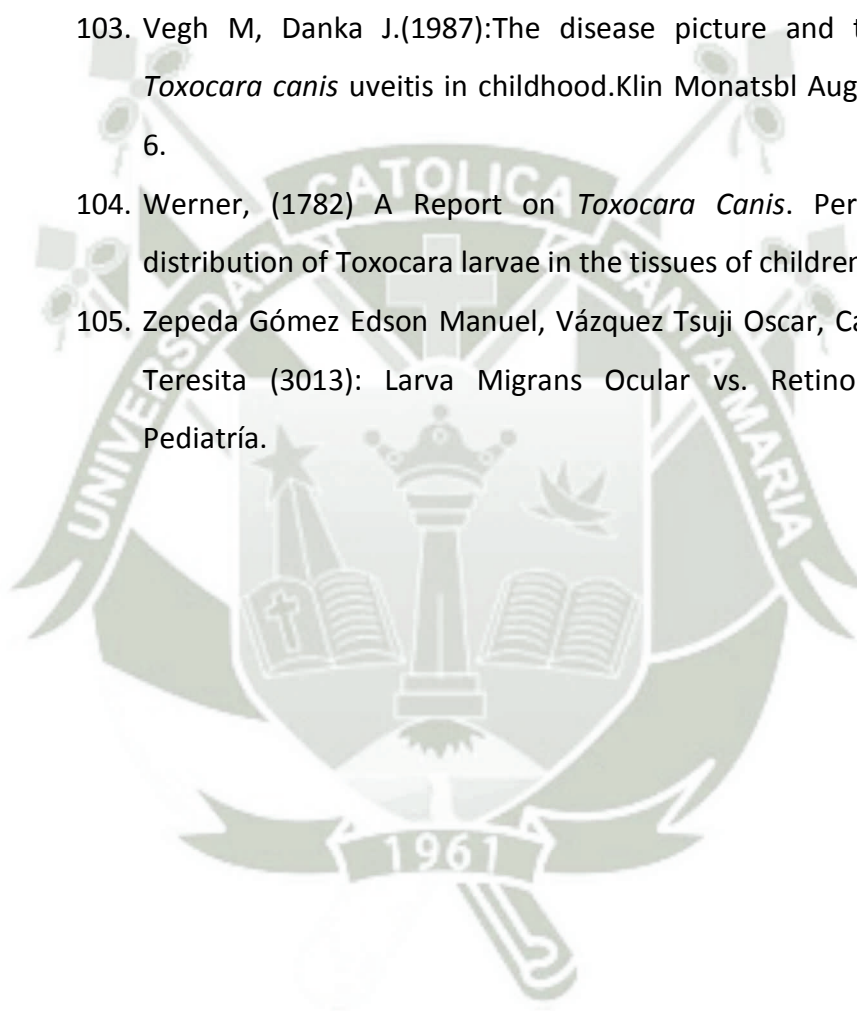 103. Vegh M, Danka J.(1987):The disease picture and
Toxocara canis uveitis in childhood.Klin Monatsbl Aug
6.
104. Werner, (1782) A Report on Toxocara Canis. Per
distribution of Toxocara larvae in the tissues of children
105. Zepeda Gómez Edson Manuel, Vázquez Tsuji Oscar,
Teresita (3013): Larva Migrans Ocular vs. Retino
Pediatría.
UNIVERSIDAD CATOLICA SANTA MARIA
1961